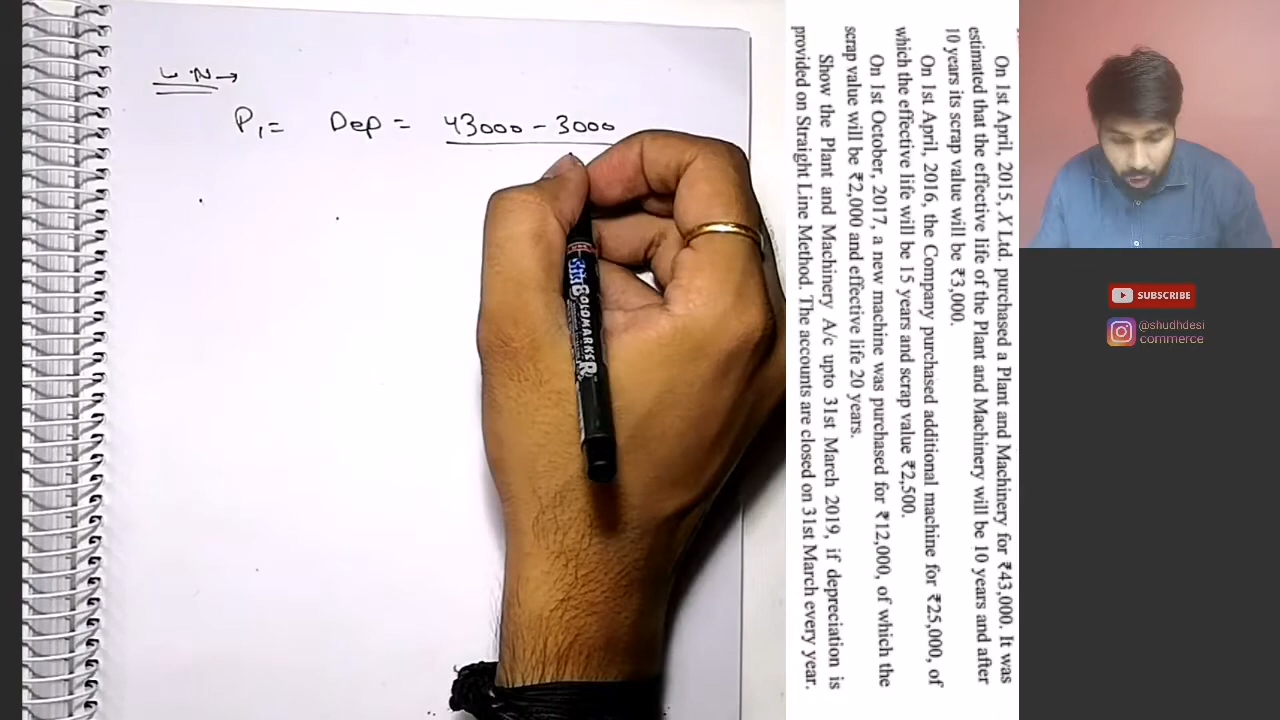 W.N→
P₁= Dep = 43000 - 3000
BOLDMARKER
On 1st April, 2015, X Ltd. purchased a Plant and Machinery for ₹43,000. It was
estimated that the effective life of the Plant and Machinery will be 10 years and after
10 years its scrap value will be ₹3,000.
On 1st April, 2016, the Company purchased additional machine for ₹25,000, of
which the effective life will be 15 years and scrap value ₹2,500.
On 1st October, 2017, a new machine was purchased for ₹12,000, of which the
scrap value will be ₹2,000 and effective life 20 years.
Show the Plant and Machinery A/c upto 31st March 2019, if depreciation is
provided on Straight Line Method. The accounts are closed on 31st March every year.
SUBSCRIBE
@shudhdesi
commerce